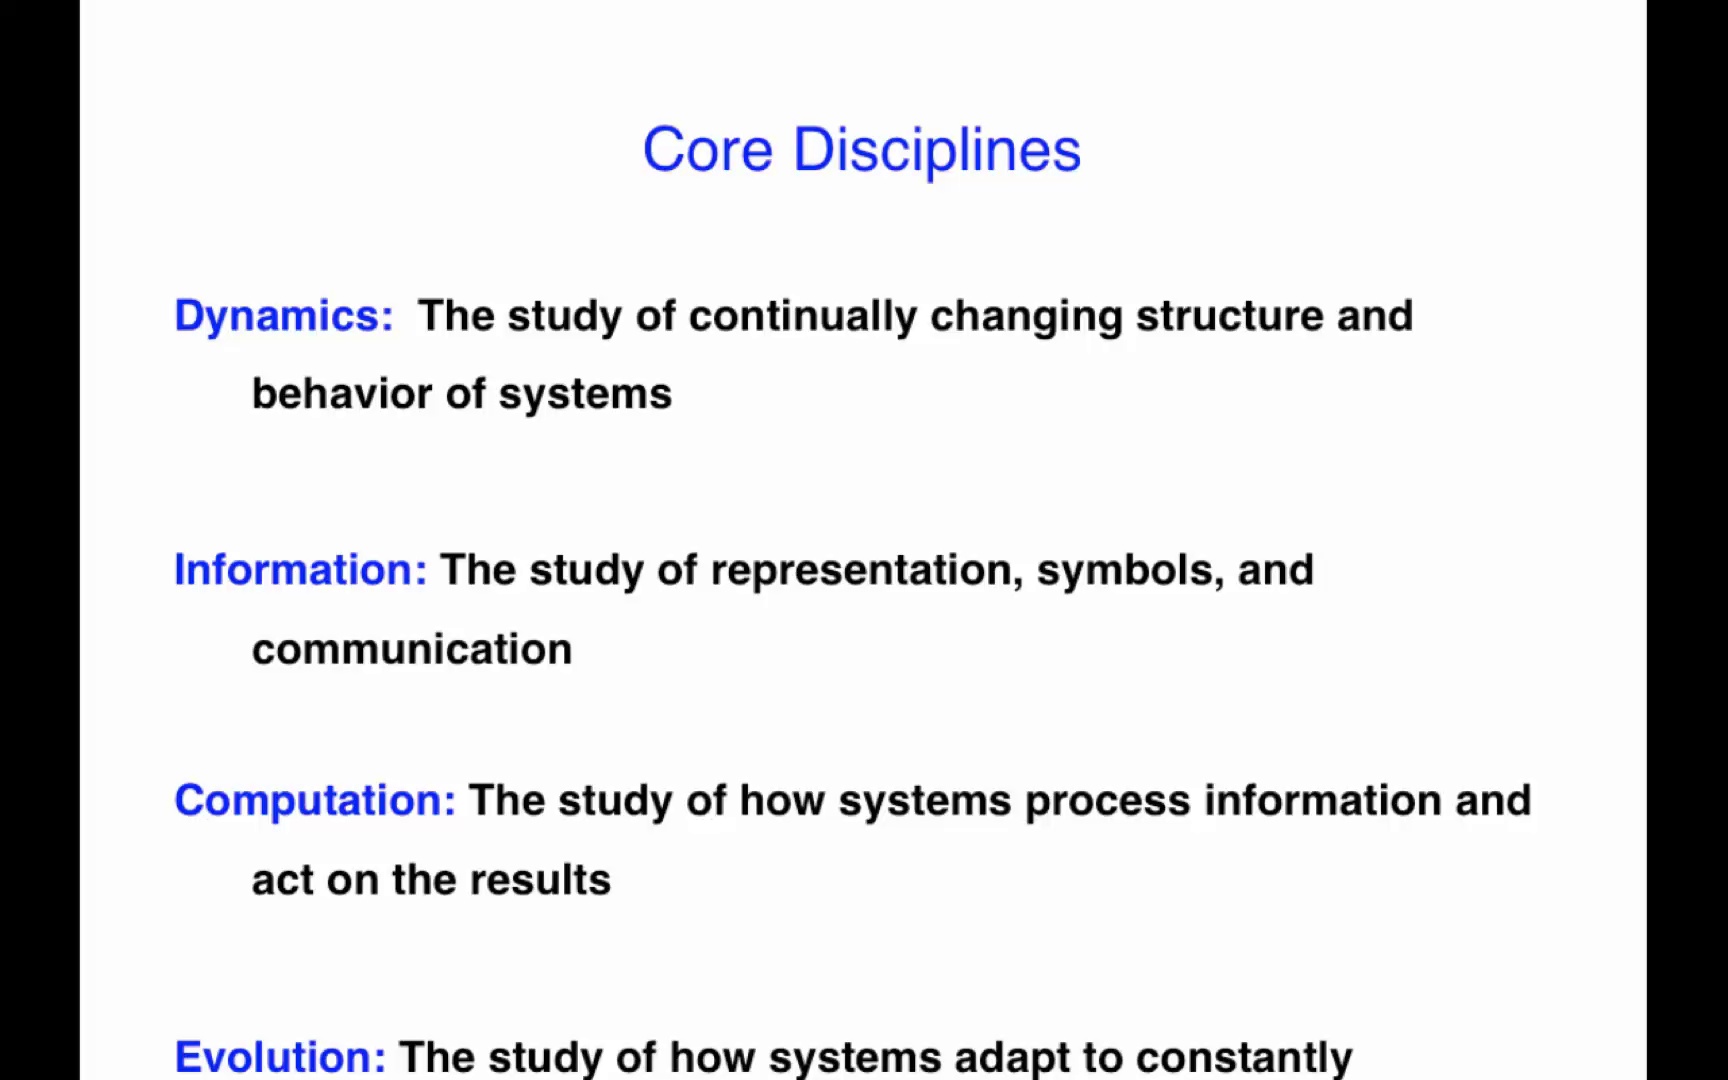 Core Disciplines
Dynamics: The study of continually changing structure and
behavior of systems
Information: The study of representation, symbols, and
communication
Computation: The study of how systems process information and
act on the results
Evolution: The study of how systems adapt to constantly